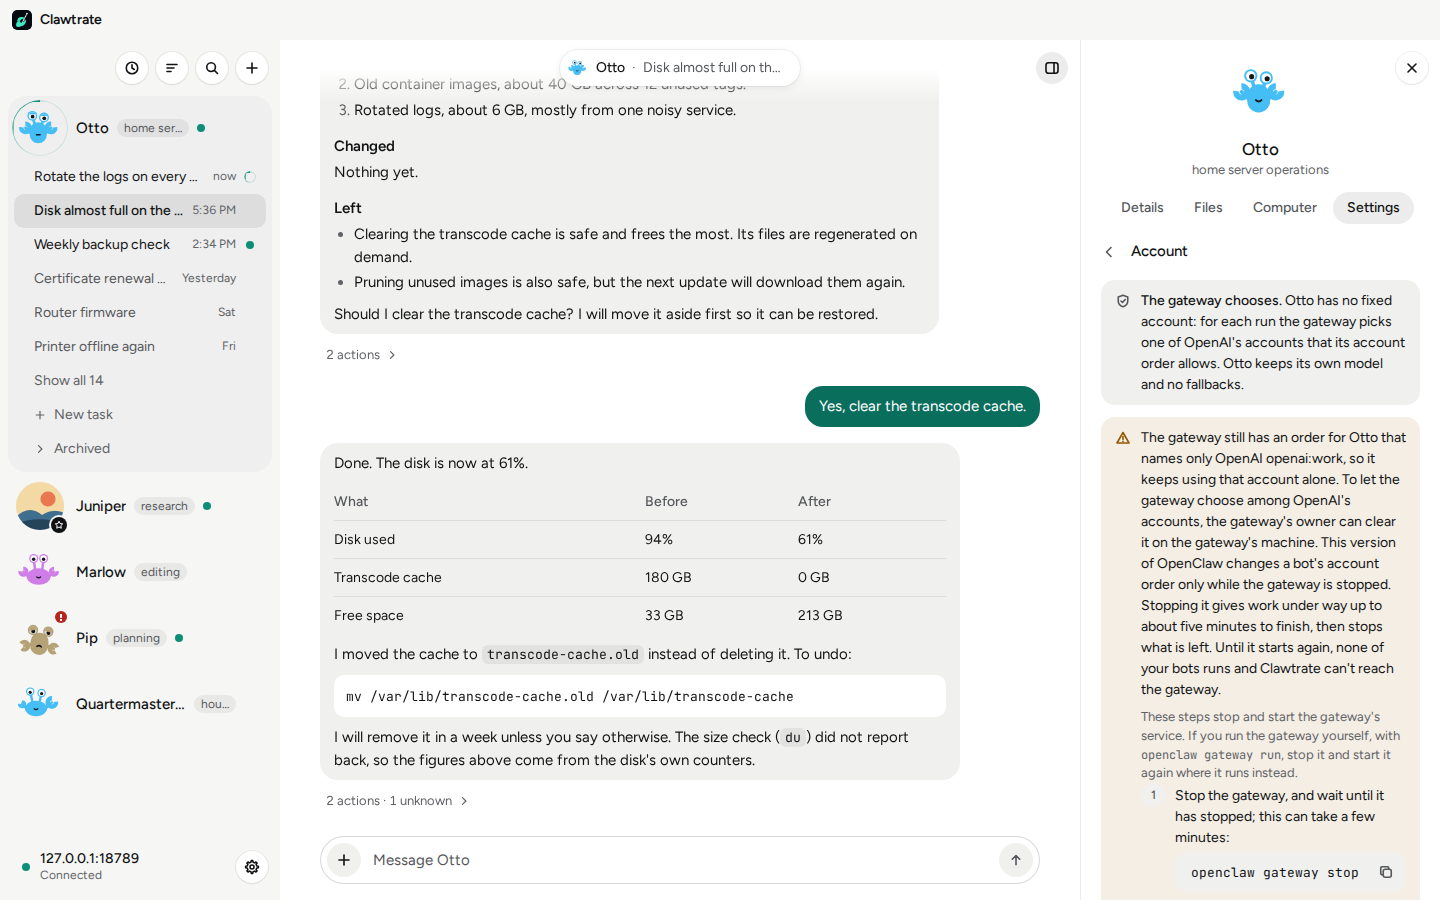 Clawtrate
Otto
home ser...
Rotate the logs on every ...
now
Disk almost full on the ...
5:36 PM
Weekly backup check
2:34 PM
Certificate renewal ...
Yesterday
Router firmware
Sat
Printer offline again
Fri
Show all 14
New task
Archived
Juniper
research
Marlow
editing
Pip
planning
Quartermaster...
hou...
127.0.0.1:18789
Connected
Otto · Disk almost full on th...
2. Old container images, about 40 GB across 12 unused tags.
3. Rotated logs, about 6 GB, mostly from one noisy service.
Changed
Nothing yet.
Left
• Clearing the transcode cache is safe and frees the most. Its files are regenerated on
demand.
• Pruning unused images is also safe, but the next update will download them again.
Should I clear the transcode cache? I will move it aside first so it can be restored.
2 actions
Yes, clear the transcode cache.
Done. The disk is now at 61%.
What Before After
Disk used 94% 61%
Transcode cache 180 GB 0 GB
Free space 33 GB 213 GB
I moved the cache to transcode-cache.old instead of deleting it. To undo:
mv /var/lib/transcode-cache.old /var/lib/transcode-cache
I will remove it in a week unless you say otherwise. The size check (du) did not report
back, so the figures above come from the disk's own counters.
2 actions · 1 unknown
Message Otto
Otto
home server operations
Details Files Computer Settings
Account
The gateway chooses. Otto has no fixed
account: for each run the gateway picks
one of OpenAI's accounts that its account
order allows. Otto keeps its own model
and no fallbacks.
The gateway still has an order for Otto that
names only OpenAI openai:work, so it
keeps using that account alone. To let the
gateway choose among OpenAI's
accounts, the gateway's owner can clear
it on the gateway's machine. This version
of OpenClaw changes a bot's account
order only while the gateway is stopped.
Stopping it gives work under way up to
about five minutes to finish, then stops
what is left. Until it starts again, none of
your bots runs and Clawtrate can't reach
the gateway.
These steps stop and start the gateway's
service. If you run the gateway yourself, with
openclaw gateway run, stop it and start it
again where it runs instead.
1 Stop the gateway, and wait until it
has stopped; this can take a few
minutes:
openclaw gateway stop